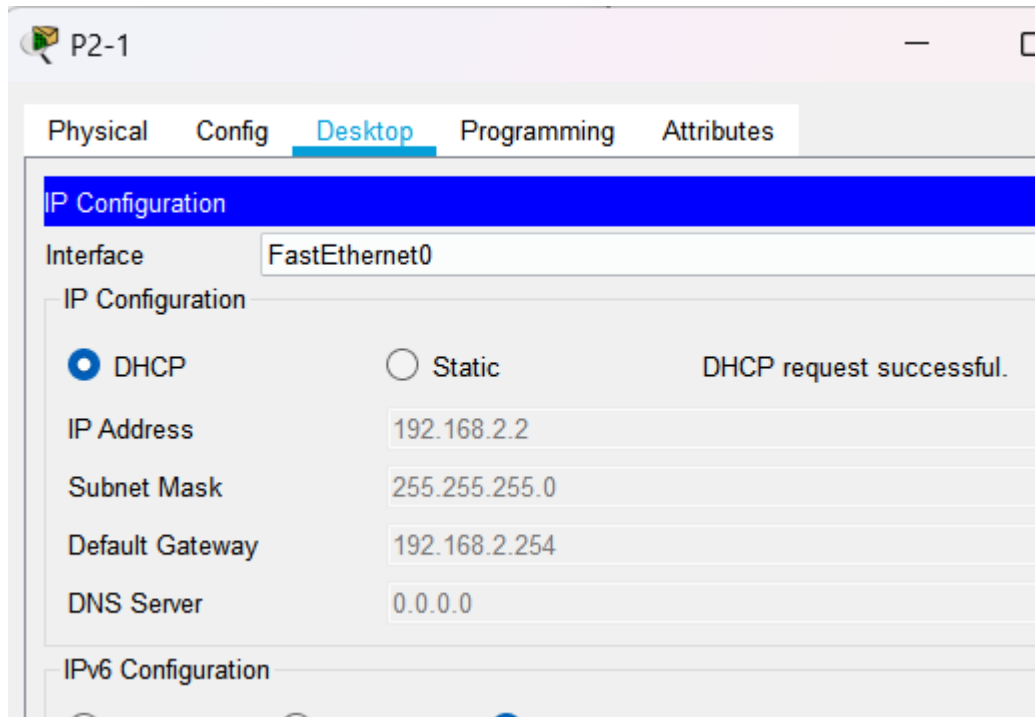 P2-1
Physical Config Desktop Programming Attributes
IP Configuration
Interface FastEthernet0
IP Configuration
DHCP Static DHCP request successful.
IP Address 192.168.2.2
Subnet Mask 255.255.255.0
Default Gateway 192.168.2.254
DNS Server 0.0.0.0
IPv6 Configuration